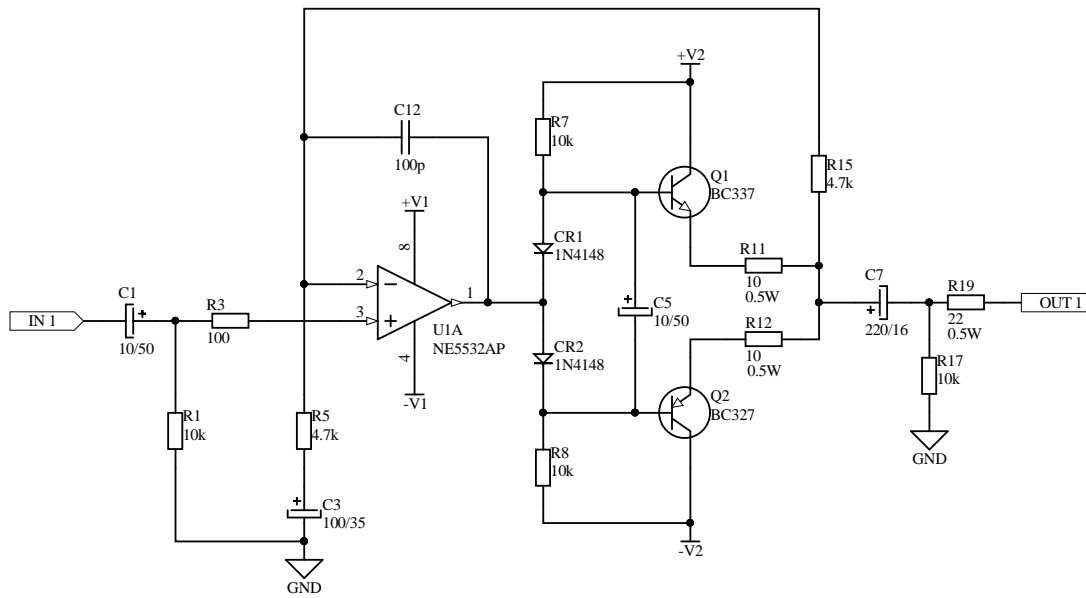 +V2
C12
100p
R7
10k
R15
4.7k
Q1
BC337
+V1
8
CR1
1N4148
R11
10
0.5W
2
1
3
C1
10/50
R3
100
IN 1
U1A
NE5532AP
4
-V1
C5
10/50
C7
220/16
R19
22
0.5W
OUT 1
R12
10
0.5W
CR2
1N4148
R17
10k
Q2
BC327
R1
10k
R5
4.7k
R8
10k
GND
C3
100/35
-V2
GND